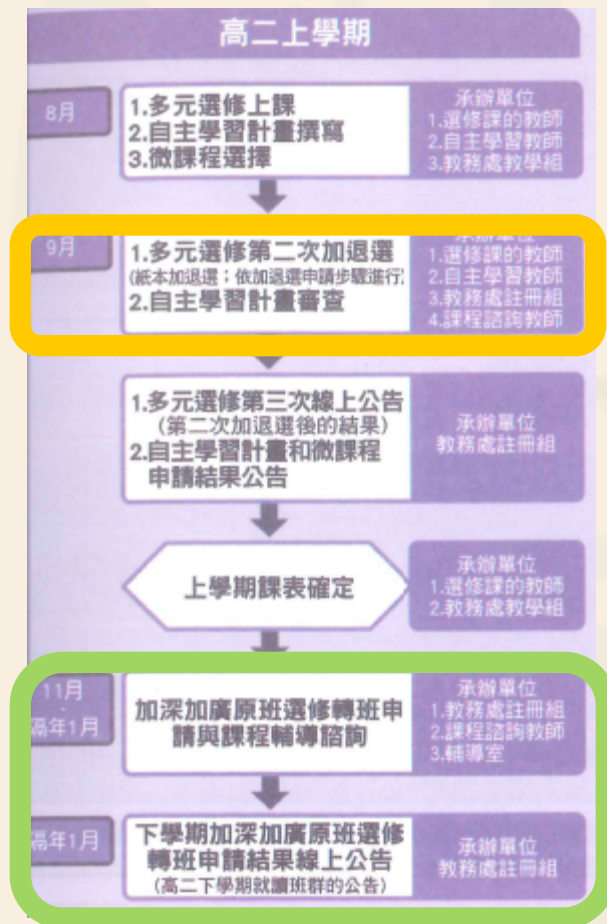 高二上學期
8月
1.多元選修上課
2.自主學習計畫撰寫
3.微課程選擇
承辦單位
1.選修課的教師
2.自主學習教師
3.教務處教學組
9月
1.多元選修第二次加退選
(紙本加退選；依加退選申請步驟進行)
2.自主學習計畫審查
承辦單位
1.選修課的教師
2.自主學習教師
3.教務處註冊組
4.課程諮詢教師
1.多元選修第三次線上公告
(第二次加退選後的結果)
2.自主學習計畫和微課程
申請結果公告
承辦單位
教務處註冊組
上學期課表確定
承辦單位
1.選修課的教師
2.教務處教學組
11月
-
隔年1月
加深加廣原班選修轉班申
請與課程輔導諮詢
承辦單位
1.教務處註冊組
2.課程諮詢教師
3.輔導室
隔年1月
下學期加深加廣原班選修
轉班申請結果線上公告
(高二下學期就讀班群的公告)
承辦單位
教務處註冊組